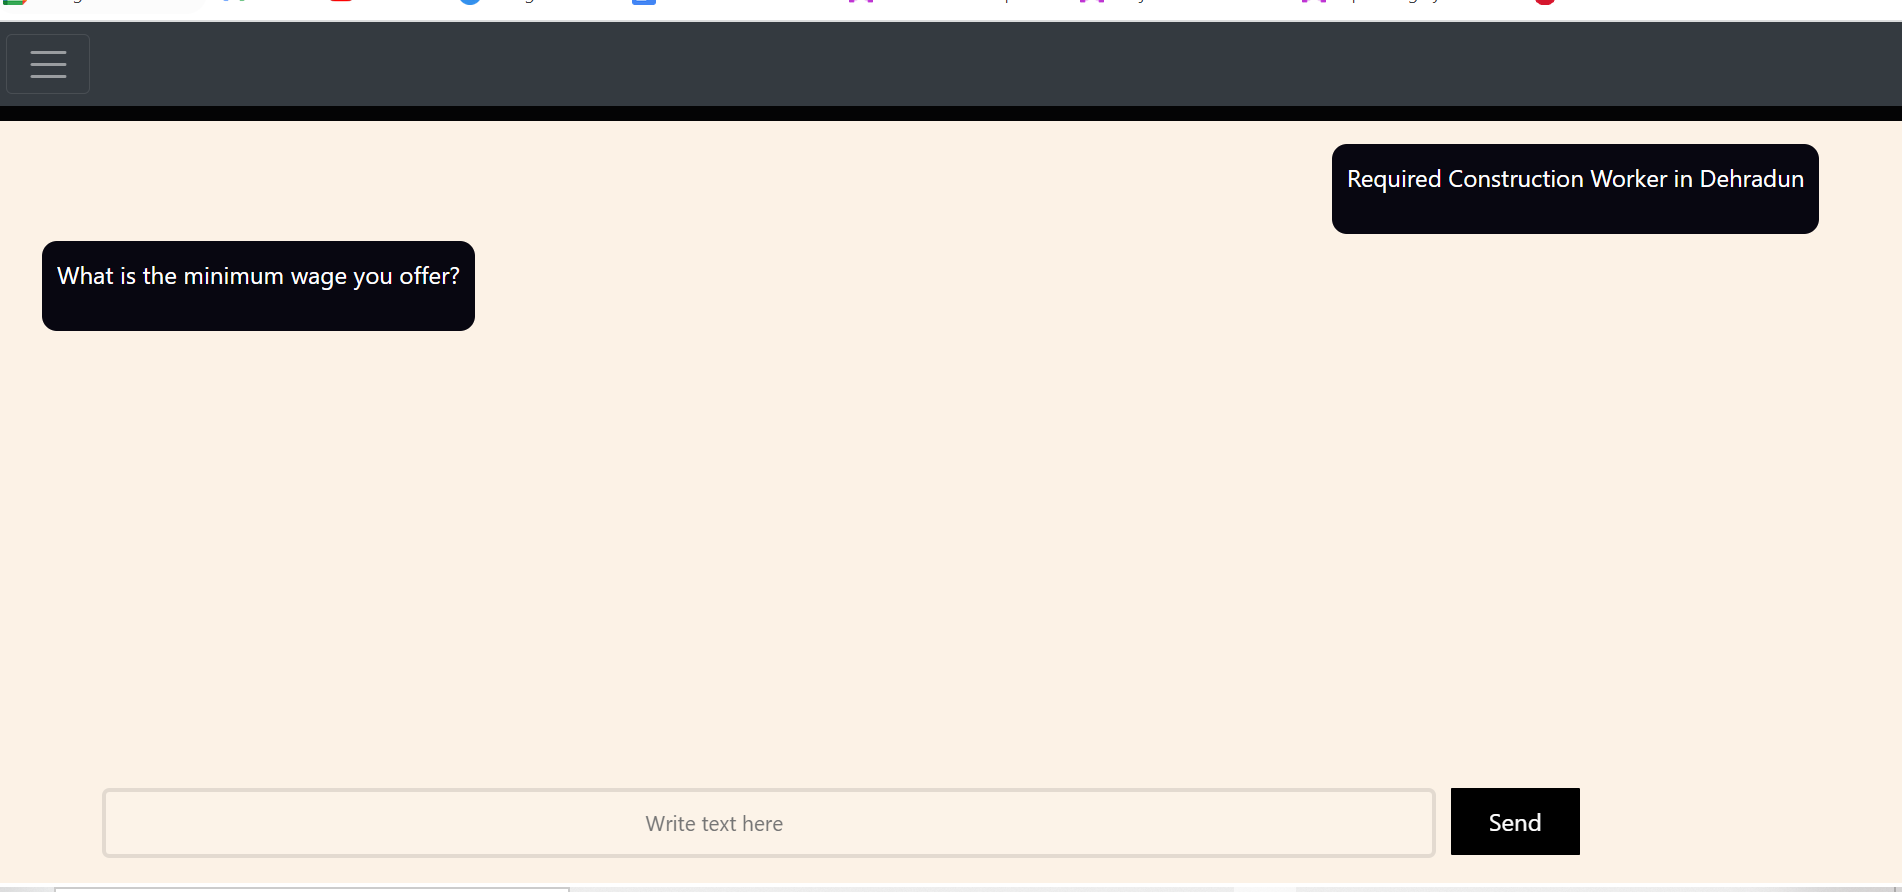 Required Construction Worker in Dehradun
What is the minimum wage you offer?
Write text here
Send